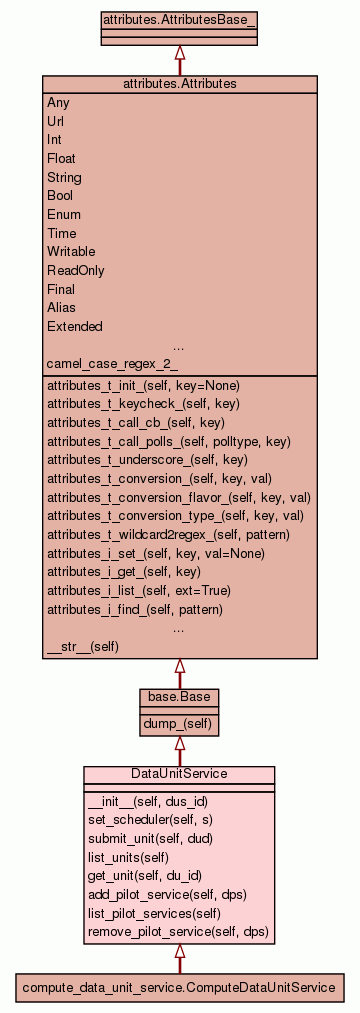 attributes.AttributesBase_
attributes.Attributes
Any
Url
Int
Float
String
Bool
Enum
Time
Writable
ReadOnly
Final
Alias
Extended
...
camel_case_regex_2_
attributes_t_init_(self, key=None)
attributes_t_keycheck_(self, key)
attributes_t_call_cb_(self, key)
attributes_t_call_polls_(self, polltype, key)
attributes_t_underscore_(self, key)
attributes_t_conversion_(self, key, val)
attributes_t_conversion_flavor_(self, key, val)
attributes_t_conversion_type_(self, key, val)
attributes_t_wildcard2regex_(self, pattern)
attributes_i_set_(self, key, val=None)
attributes_i_get_(self, key)
attributes_i_list_(self, ext=True)
attributes_i_find_(self, pattern)
...
__str__(self)
base.Base
dump_(self)
DataUnitService
__init__(self, dus_id)
set_scheduler(self, s)
submit_unit(self, dud)
list_units(self)
get_unit(self, du_id)
add_pilot_service(self, dps)
list_pilot_services(self)
remove_pilot_service(self, dps)
compute_data_unit_service.ComputeDataUnitService